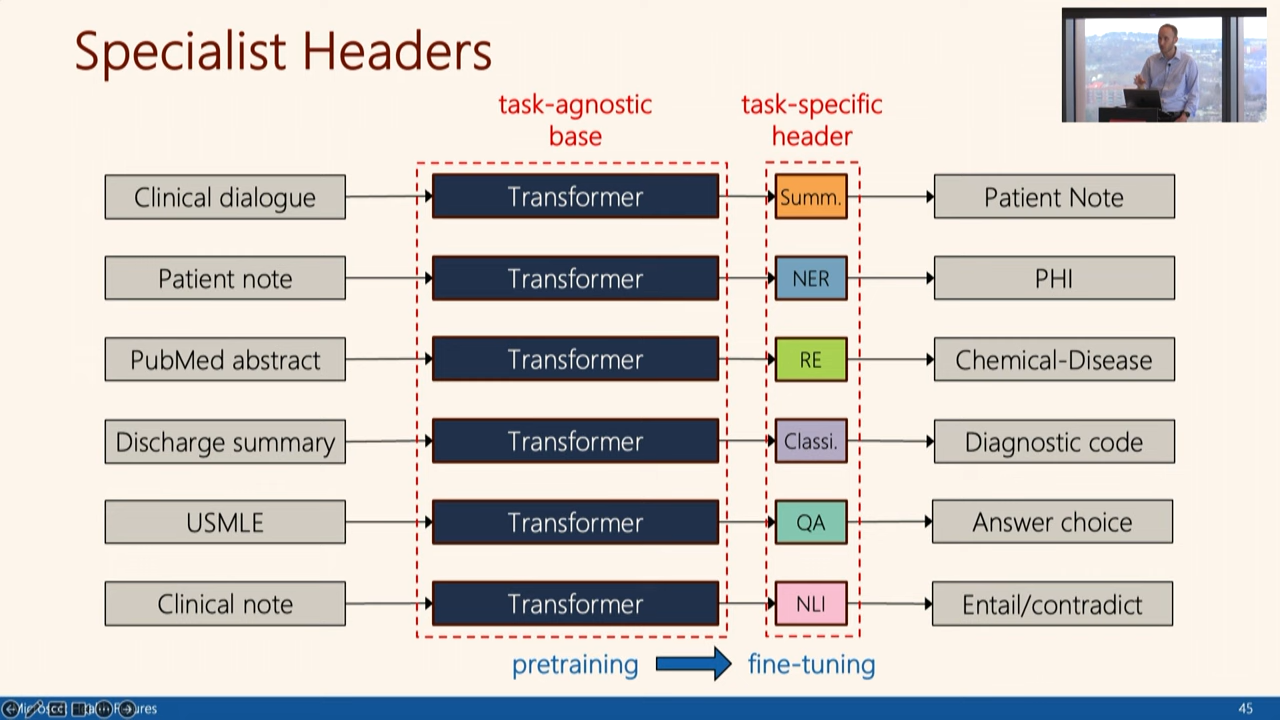 Specialist Headers
task-agnostic
base
task-specific
header
Clinical dialogue
Transformer
Summ.
Patient Note
Patient note
Transformer
NER
PHI
PubMed abstract
Transformer
RE
Chemical-Disease
Discharge summary
Transformer
Classi.
Diagnostic code
USMLE
Transformer
QA
Answer choice
Clinical note
Transformer
NLI
Entail/contradict
pretraining
fine-tuning
45